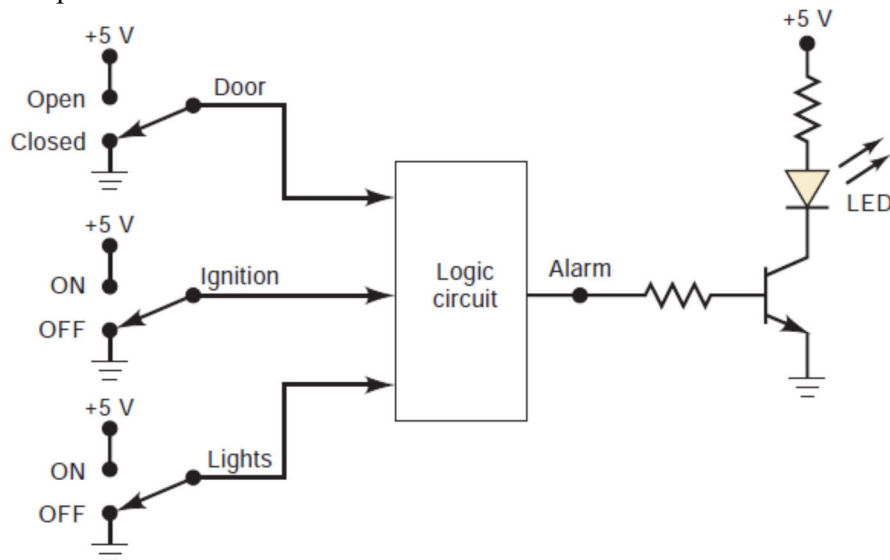 +5 V
+5 V
Open
Door
Closed
LED
+5 V
ON
Ignition
Logic
circuit
Alarm
OFF
+5 V
ON
Lights
OFF